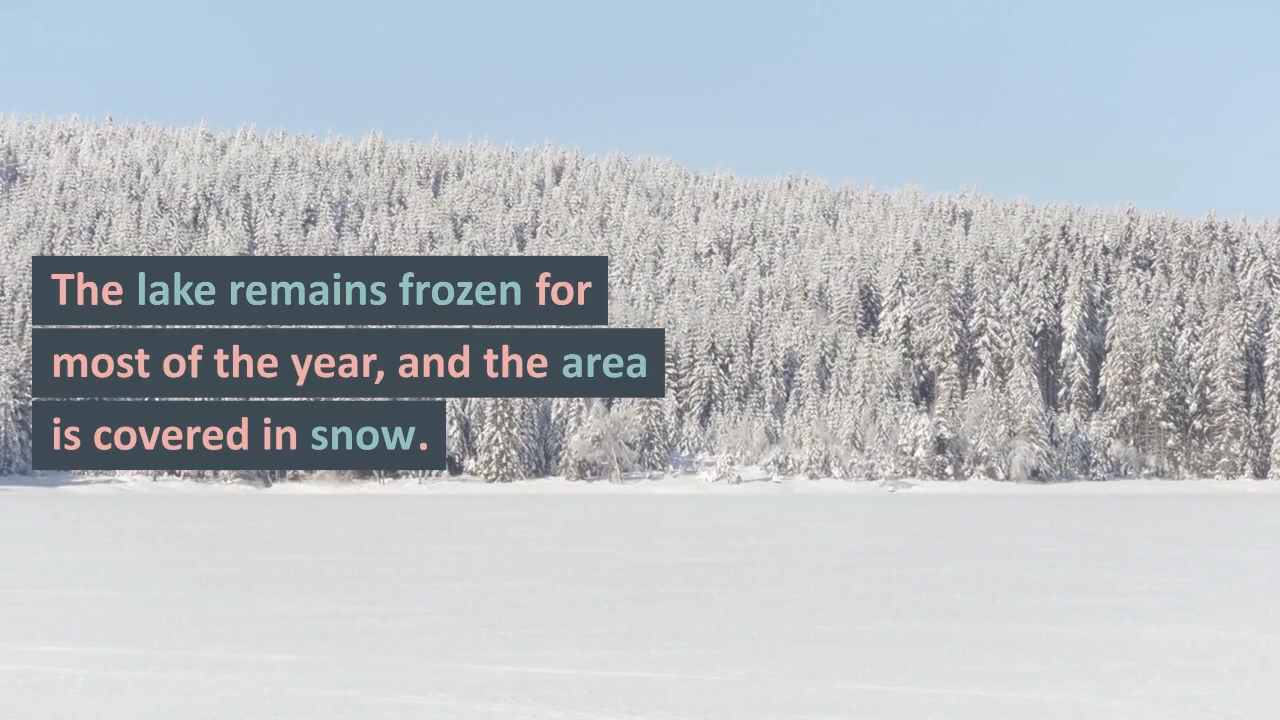 The lake remains frozen for
most of the year, and the area
is covered in snow.